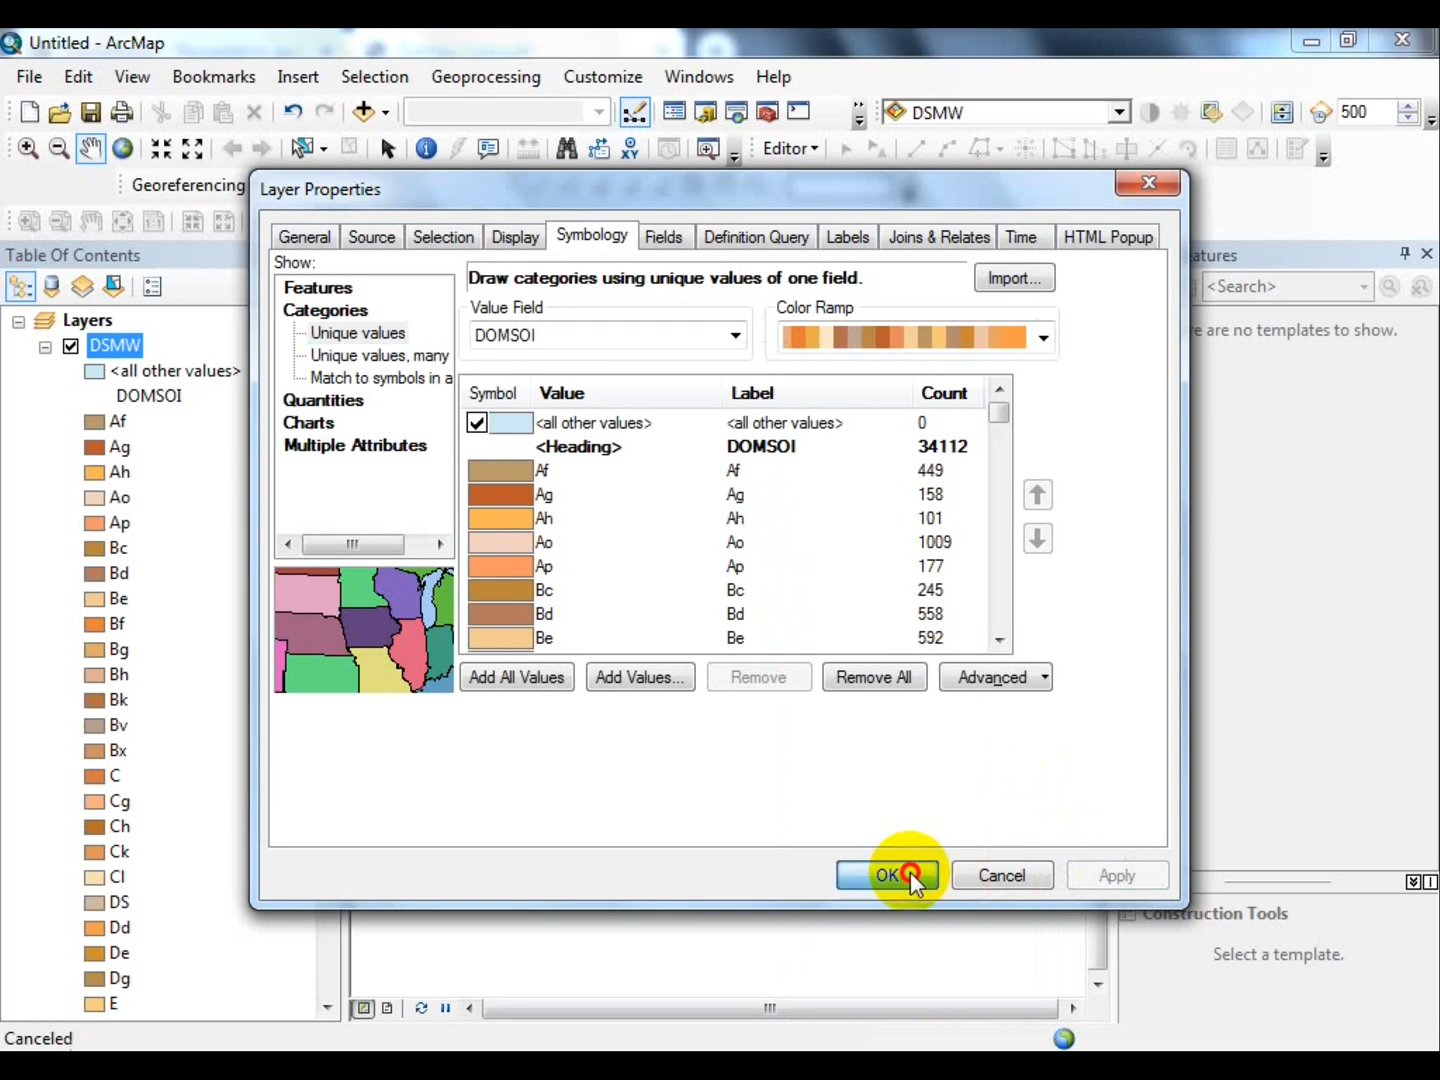 Untitled - ArcMap
File Edit View Bookmarks Insert Selection Geoprocessing Customize Windows Help
DSMW
500
Editor
Georeferencing
Layer Properties
Table Of Contents
Layers
DSMW
<all other values>
DOMSOI
Af
Ag
Ah
Ao
Ap
Bc
Bd
Be
Bf
Bg
Bh
Bk
Bv
Bx
C
Cg
Ch
Ck
Cl
DS
Dd
De
Dg
E
General Source Selection Display Symbology Fields Definition Query Labels Joins & Relates Time HTML Popup
Show:
Features
Categories
Unique values
Unique values, many
Match to symbols in a
Quantities
Charts
Multiple Attributes
Draw categories using unique values of one field.
Import...
Value Field
DOMSOI
Color Ramp
Symbol Value Label Count
<all other values> <all other values> 0
<Heading> DOMSOI 34112
Af Af 449
Ag Ag 158
Ah Ah 101
Ao Ao 1009
Ap Ap 177
Bc Bc 245
Bd Bd 558
Be Be 592
Add All Values Add Values... Remove Remove All Advanced
OK Cancel Apply
atures
<Search>
re are no templates to show.
Construction Tools
Select a template.
Canceled